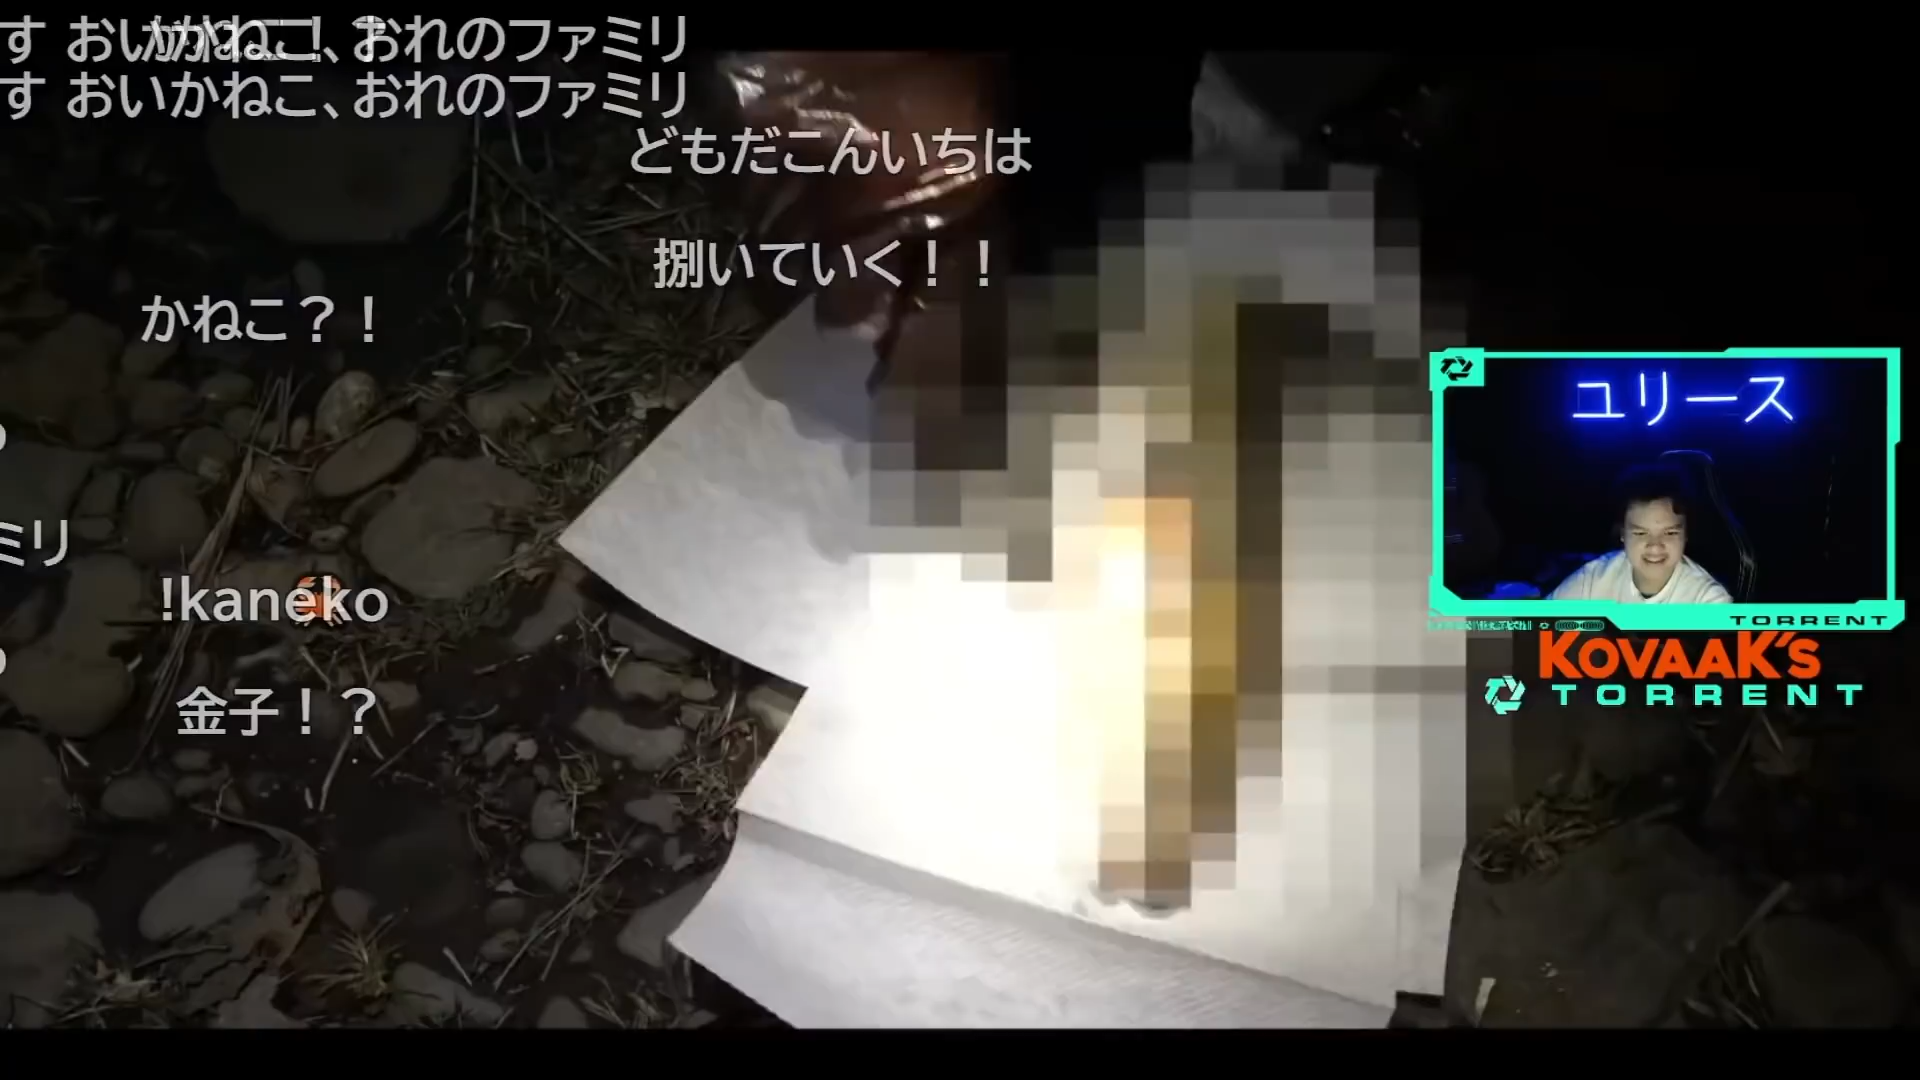 す おいかねこ、おれのファミリ
す おいかねこ、おれのファミリ
どもだこんいちは
捌いていく！！
かねこ？！
ミリ
!kaneko
金子！？
ユリース
TORRENT
KOVAAK'S
TORRENT